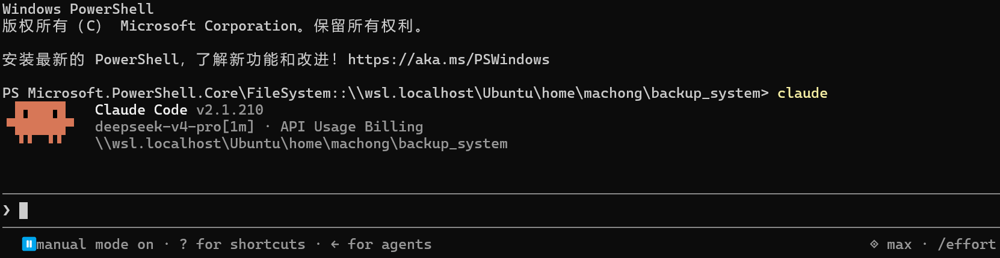 Windows PowerShell
版权所有（C） Microsoft Corporation。保留所有权利。
安装最新的 PowerShell，了解新功能和改进！https://aka.ms/PSWindows
PS Microsoft.PowerShell.Core\FileSystem::\\wsl.localhost\Ubuntu\home\machong\backup_system> claude
Claude Code v2.1.210
deepseek-v4-pro[1m] · API Usage Billing
\\wsl.localhost\Ubuntu\home\machong\backup_system
❯
⏸manual mode on · ? for shortcuts · ← for agents ◈ max · /effort